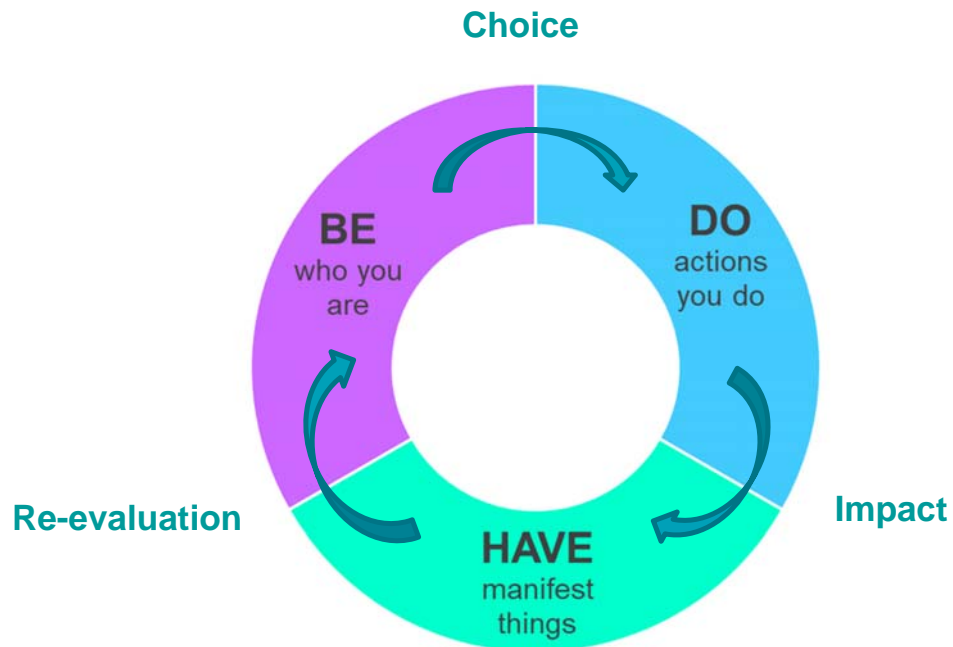 Choice
BE
who you
are
DO
actions
you do
Re-evaluation
Impact
HAVE
manifest
things